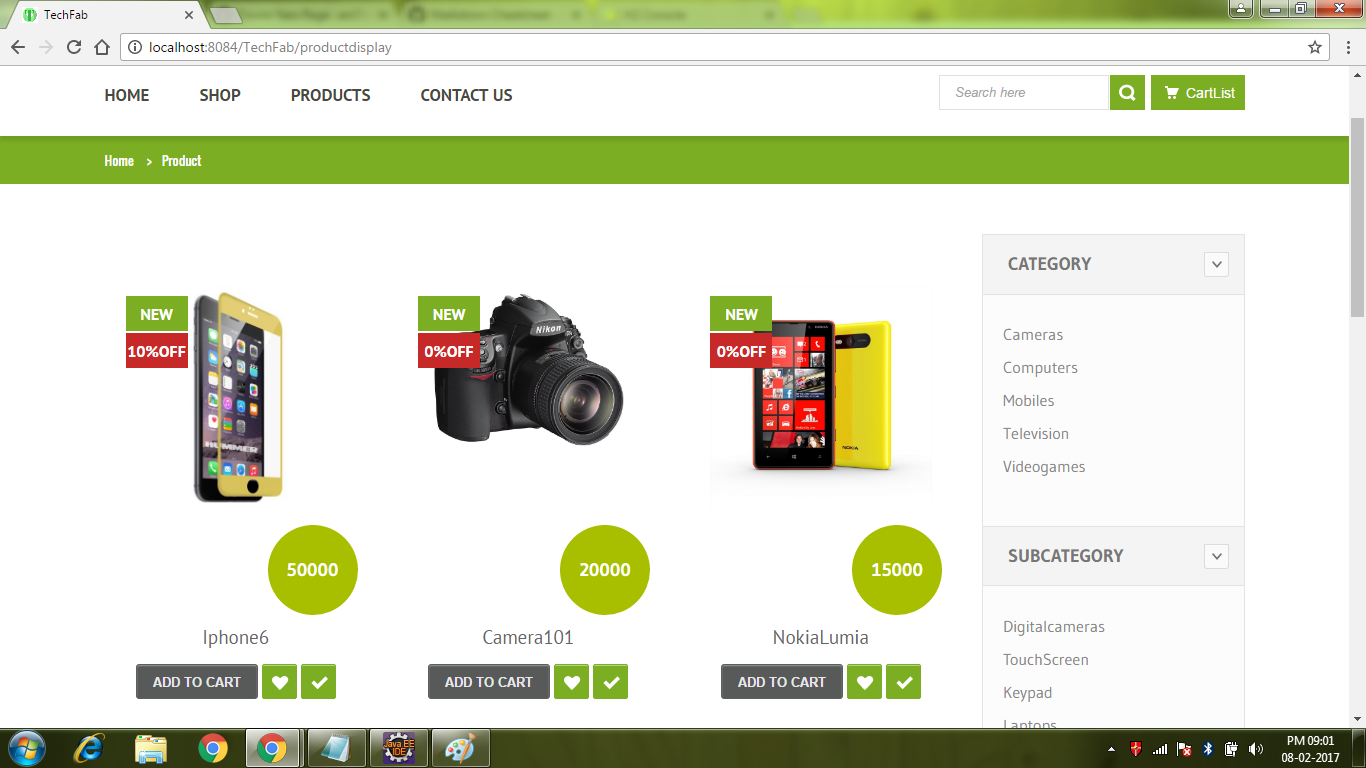 TechFab
localhost:8084/TechFab/productdisplay
HOME SHOP PRODUCTS CONTACT US
Search here
CartList
Home > Product
CATEGORY
Cameras
Computers
Mobiles
Television
Videogames
SUBCATEGORY
Digitalcameras
TouchScreen
Keypad
Laptops
NEW
10%OFF
HUMMER
50000
Iphone6
ADD TO CART
NEW
0%OFF
Nikon
20000
Camera101
ADD TO CART
NEW
0%OFF
NOKIA
15000
NokiaLumia
ADD TO CART
Java EE
IDE
PM 09:01
08-02-2017